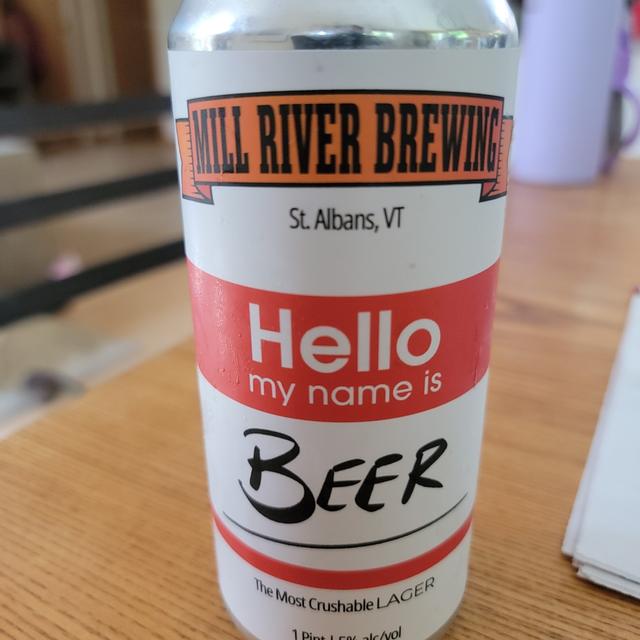 MILL RIVER BREWING
St. Albans, VT
Hello
my name is
BEER
The Most Crushable LAGER
1 Pint | 5% alc/vol